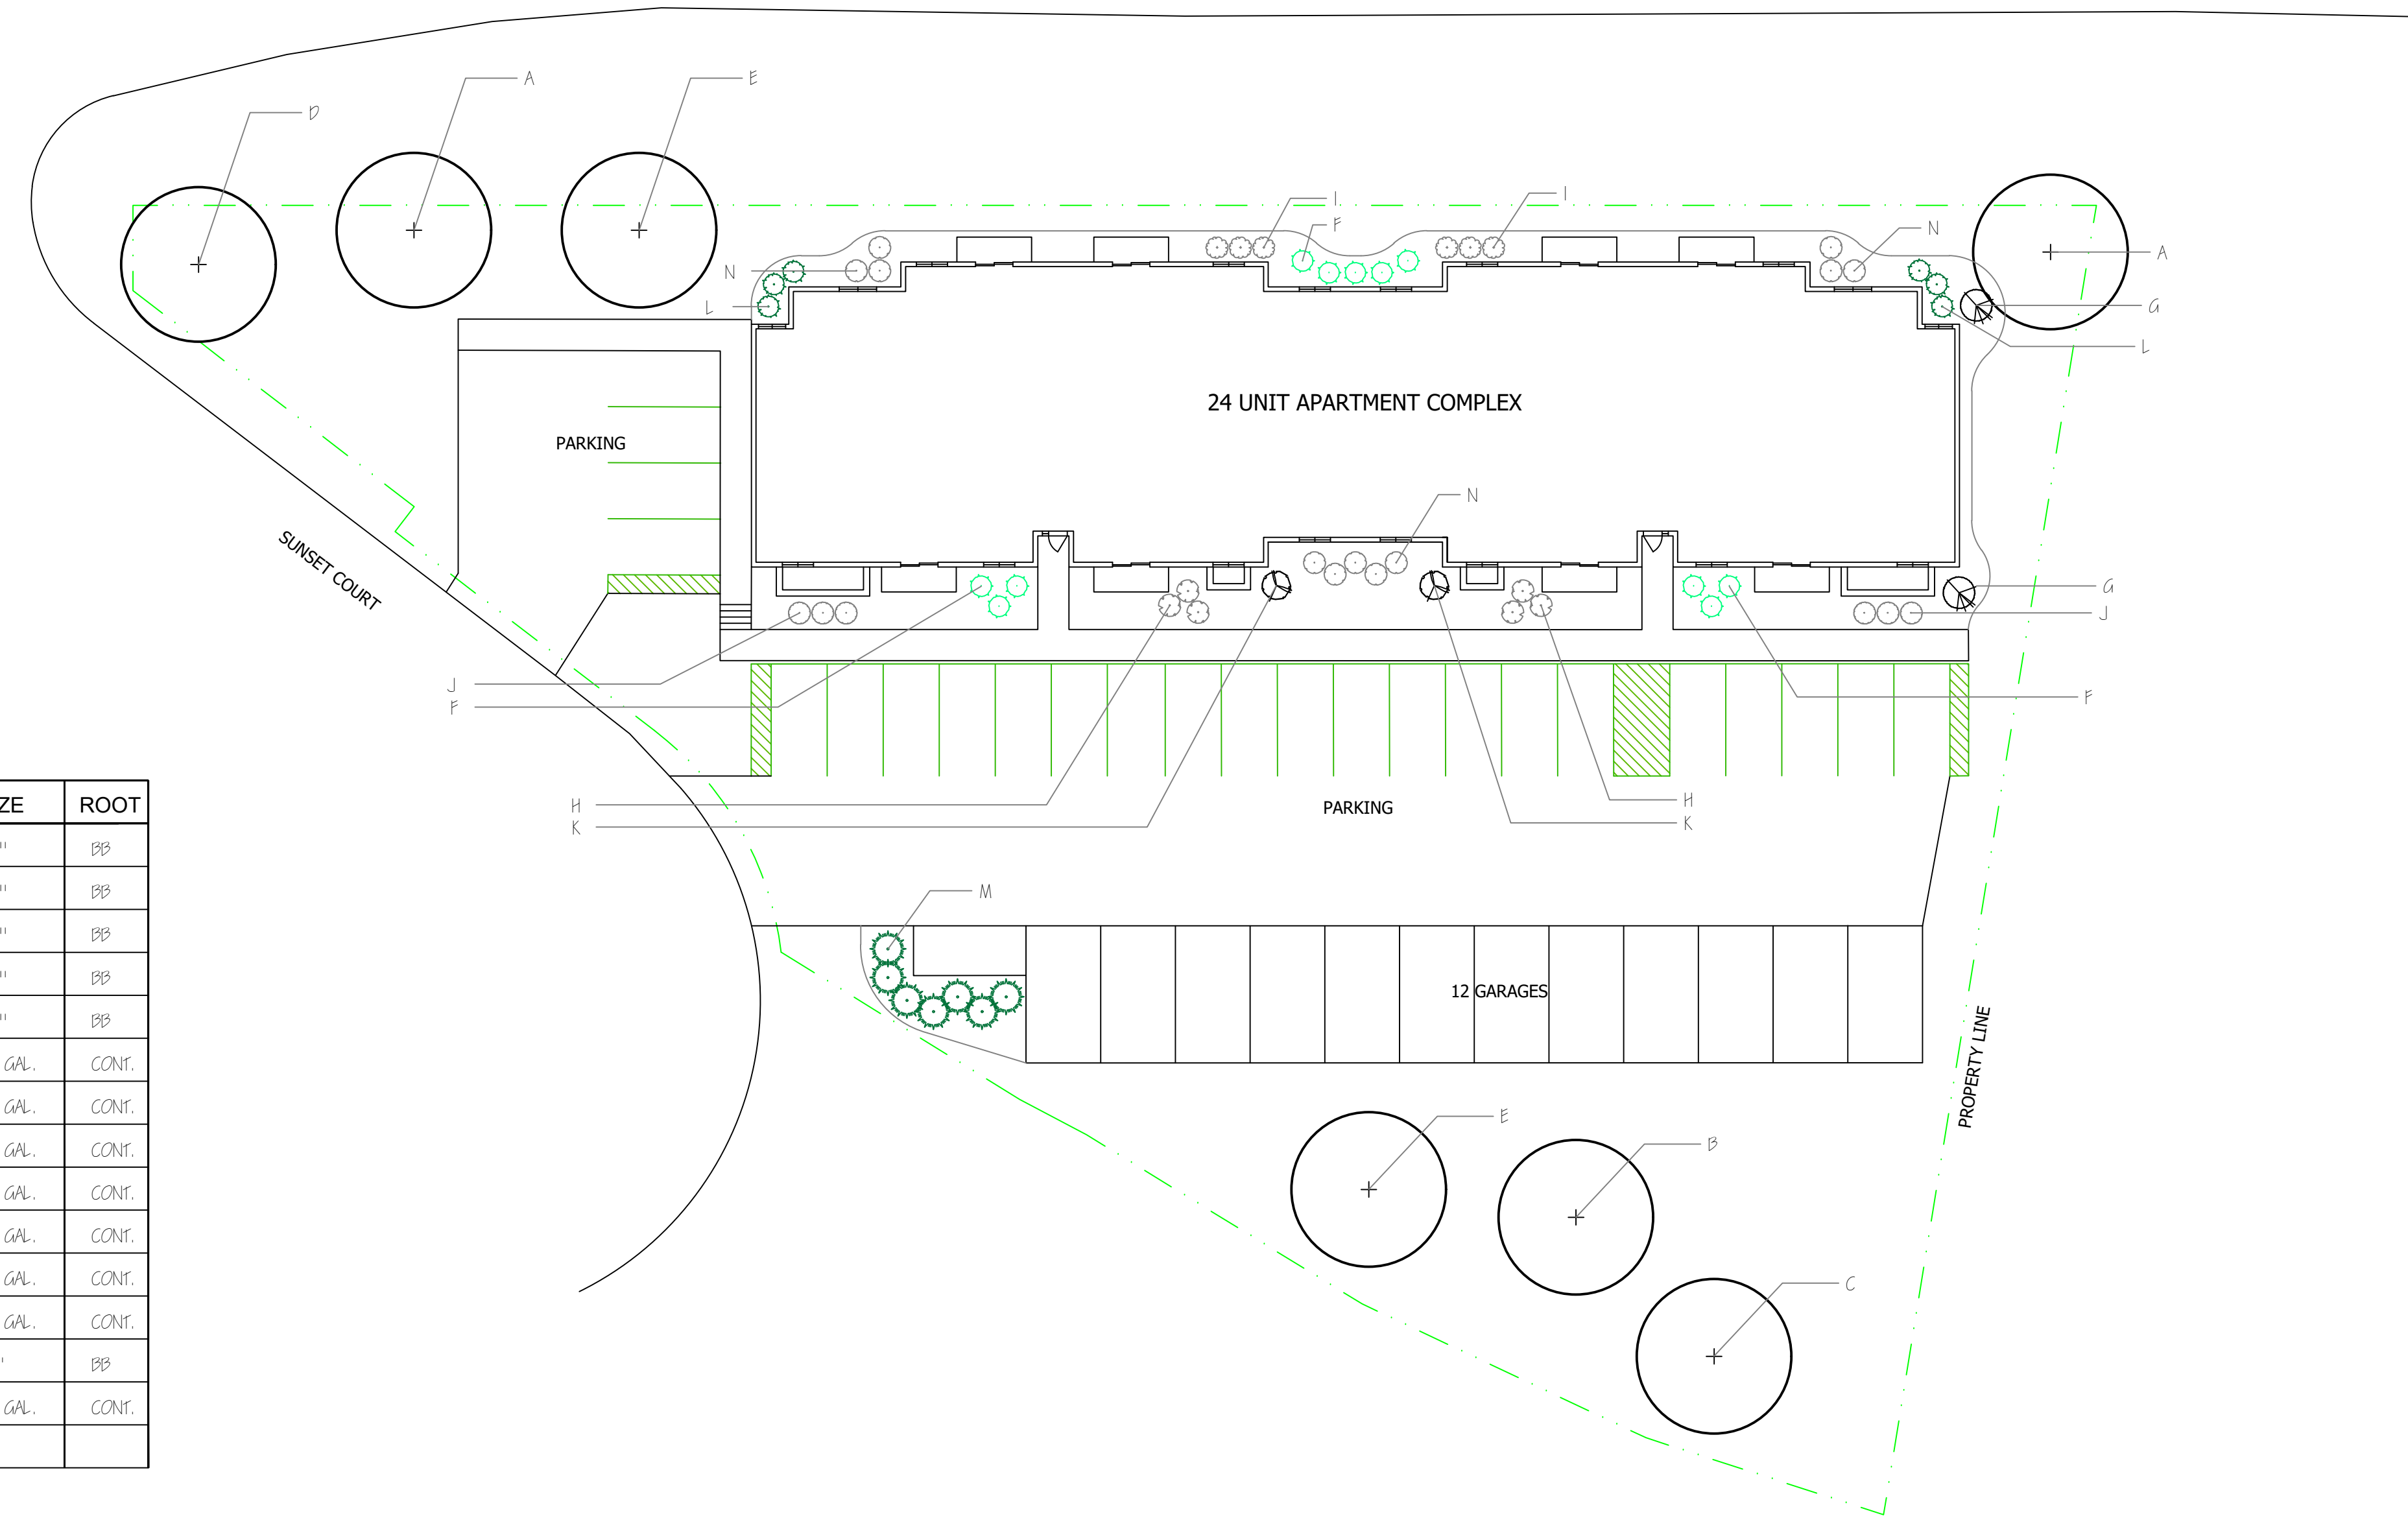 A
E
D
I
I
F
N
N
A
L
G
L
24 UNIT APARTMENT COMPLEX
PARKING
N
SUNSET COURT
G
J
J
F
F
H
K
PARKING
H
K
M
12 GARAGES
PROPERTY LINE
E
B
C
ZE ROOT
" BB
" BB
" BB
" BB
" BB
GAL. CONT.
GAL. CONT.
GAL. CONT.
GAL. CONT.
GAL. CONT.
GAL. CONT.
GAL. CONT.
' BB
GAL. CONT.